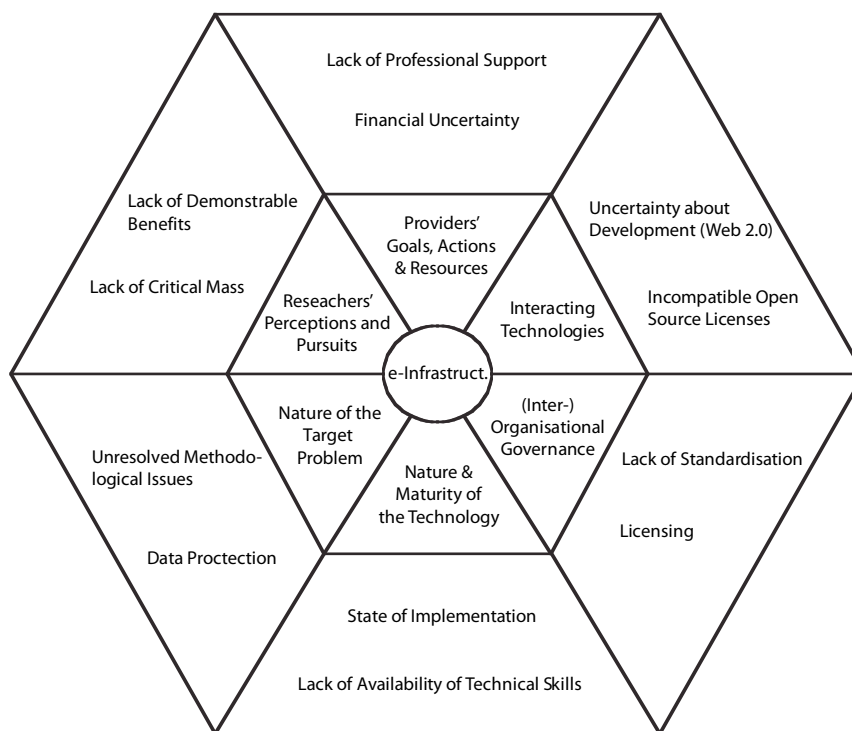 Lack of Professional Support
Financial Uncertainty
Lack of Demonstrable
Benefits
Lack of Critical Mass
Uncertainty about
Development (Web 2.0)
Incompatible Open
Source Licenses
Providers’
Goals, Actions
& Resources
Reseachers’
Perceptions and
Pursuits
Interacting
Technologies
e-Infrastruct.
Nature of the
Target
Problem
(Inter-)
Organisational
Governance
Nature &
Maturity of
the Technology
Unresolved Methodo-
logical Issues
Data Proctection
Lack of Standardisation
Licensing
State of Implementation
Lack of Availability of Technical Skills